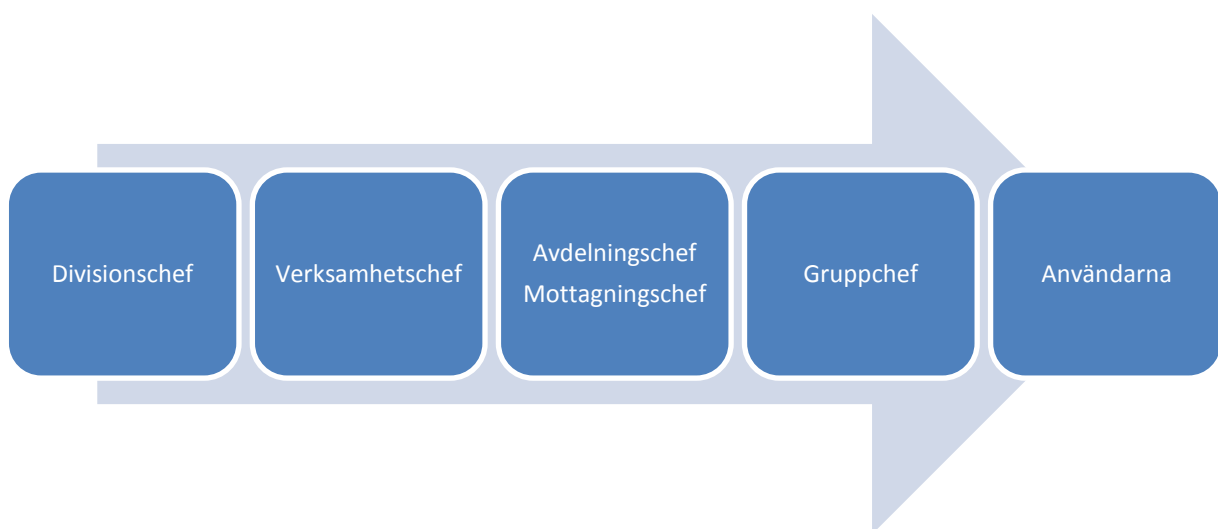 Divisionschef
Verksamhetschef
Avdelningschef
Mottagningschef
Gruppchef
Användarna